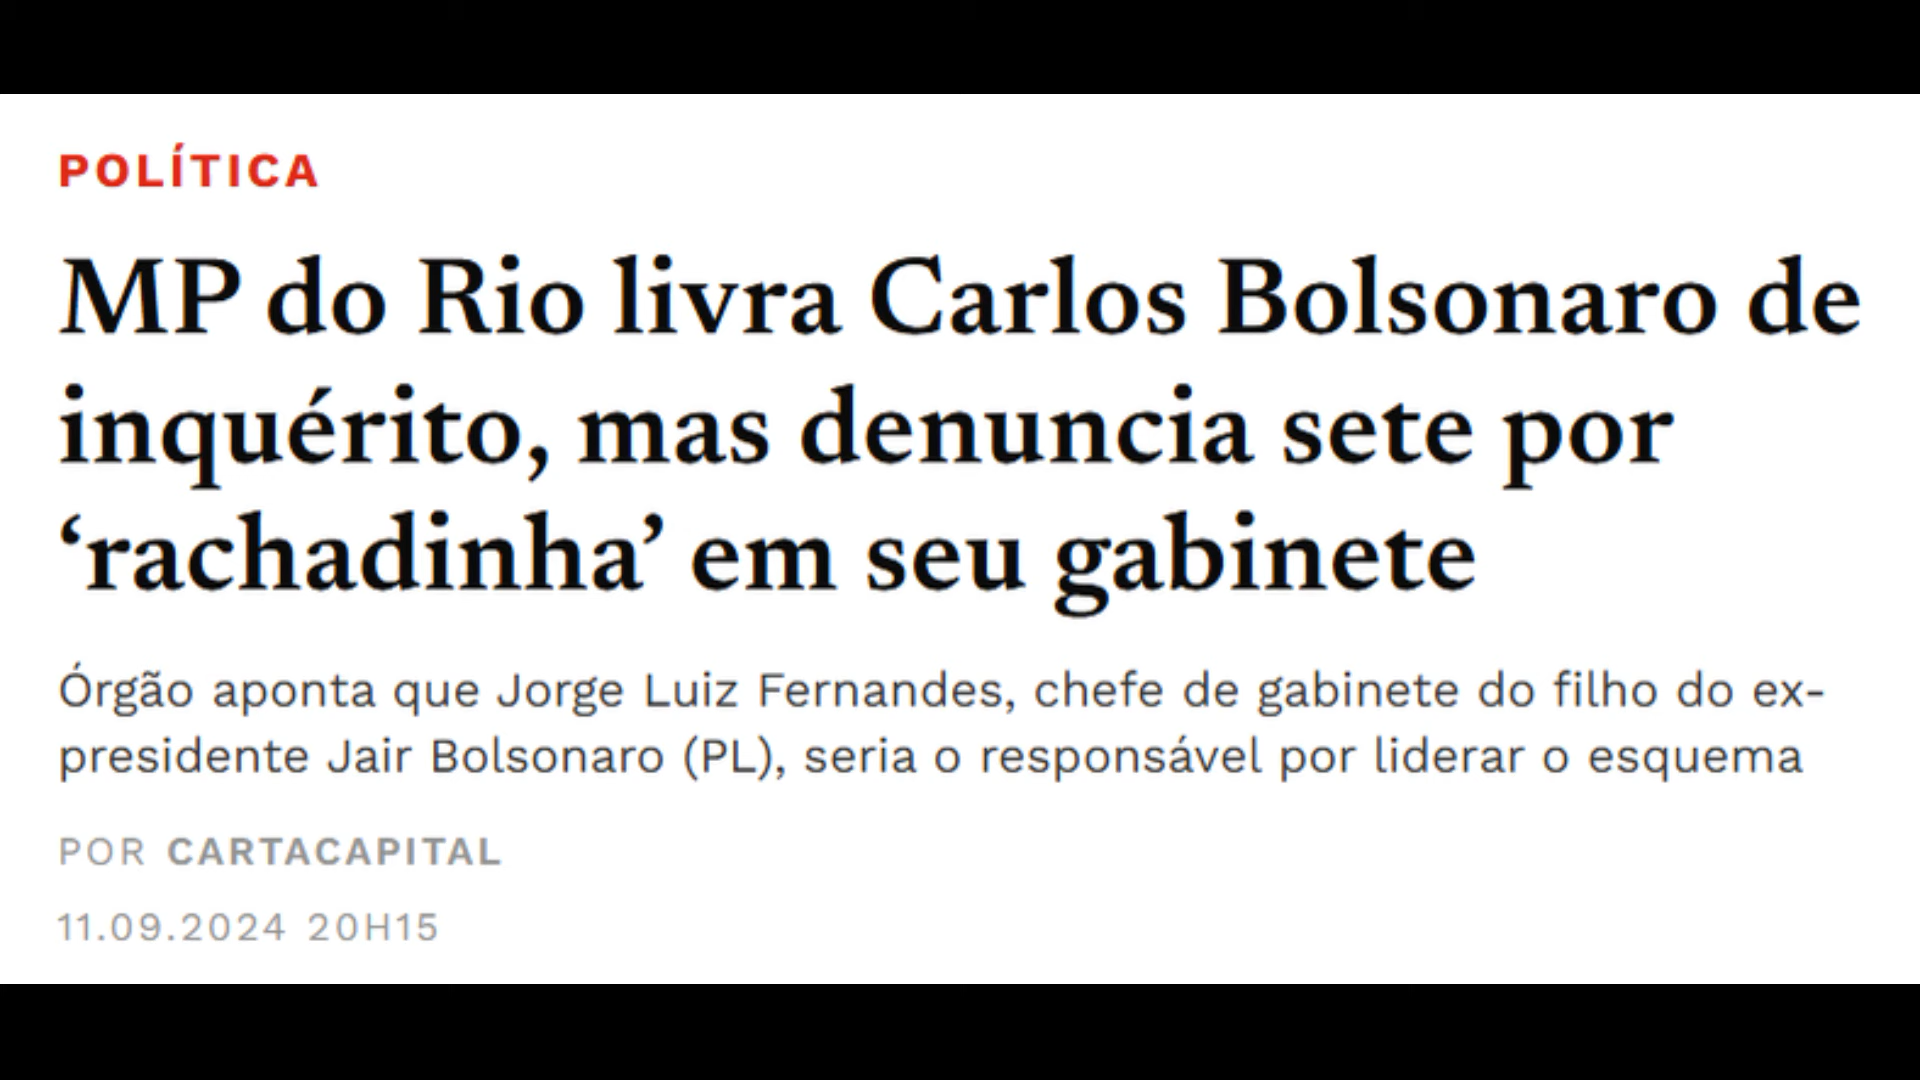 POLÍTICA
MP do Rio livra Carlos Bolsonaro de
inquérito, mas denuncia sete por
‘rachadinha’ em seu gabinete
Órgão aponta que Jorge Luiz Fernandes, chefe de gabinete do filho do ex-
presidente Jair Bolsonaro (PL), seria o responsável por liderar o esquema
POR CARTACAPITAL
11.09.2024 20H15